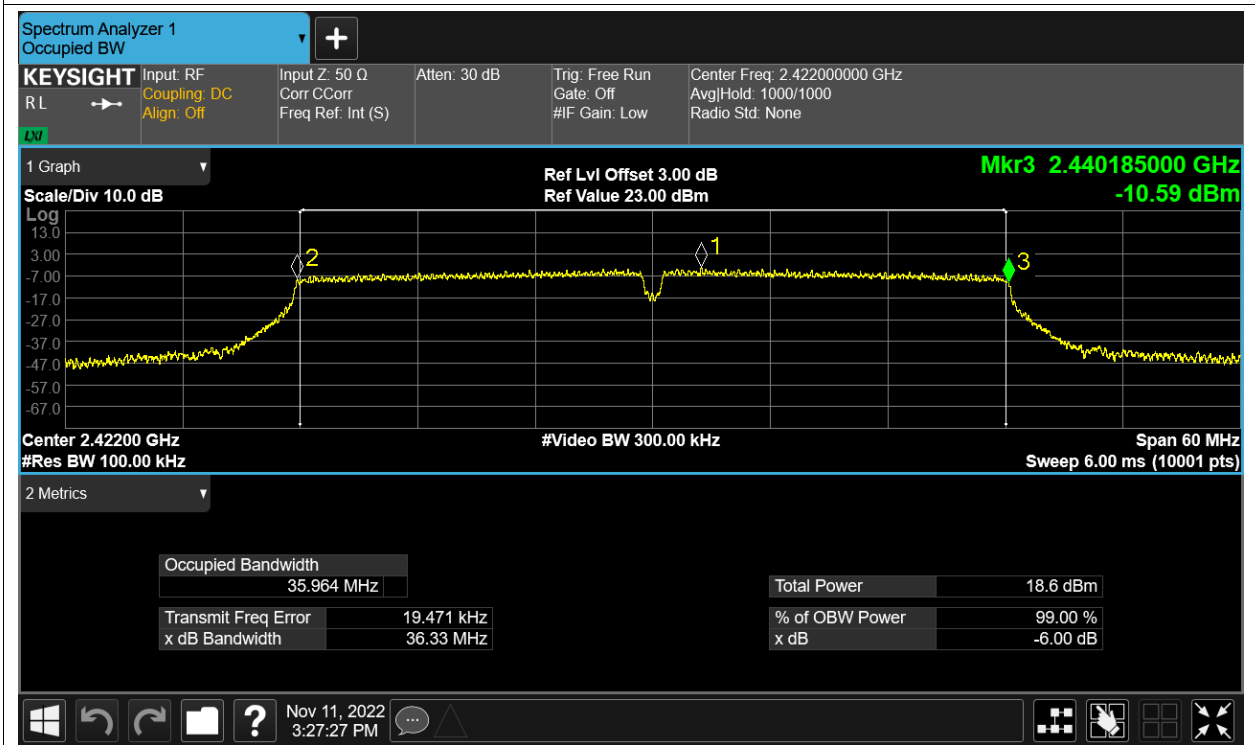 Spectrum Analyzer 1
Occupied BW
KEYSIGHT
RL
LXI
Input: RF
Coupling: DC
Align: Off
Input Z: 50 Ω
Corr CCorr
Freq Ref: Int (S)
Atten: 30 dB
Trig: Free Run
Gate: Off
#IF Gain: Low
Center Freq: 2.422000000 GHz
Avg|Hold: 1000/1000
Radio Std: None
1 Graph
Scale/Div 10.0 dB
Ref Lvl Offset 3.00 dB
Ref Value 23.00 dBm
Mkr3 2.440185000 GHz
-10.59 dBm
Log
13.0
3.00
-7.00
-17.0
-27.0
-37.0
-47.0
-57.0
-67.0
2
1
3
Center 2.42200 GHz
#Video BW 300.00 kHz
Span 60 MHz
#Res BW 100.00 kHz
Sweep 6.00 ms (10001 pts)
2 Metrics
Occupied Bandwidth
35.964 MHz
Transmit Freq Error 19.471 kHz
x dB Bandwidth 36.33 MHz
Total Power 18.6 dBm
% of OBW Power 99.00 %
x dB -6.00 dB
?
Nov 11, 2022
3:27:27 PM